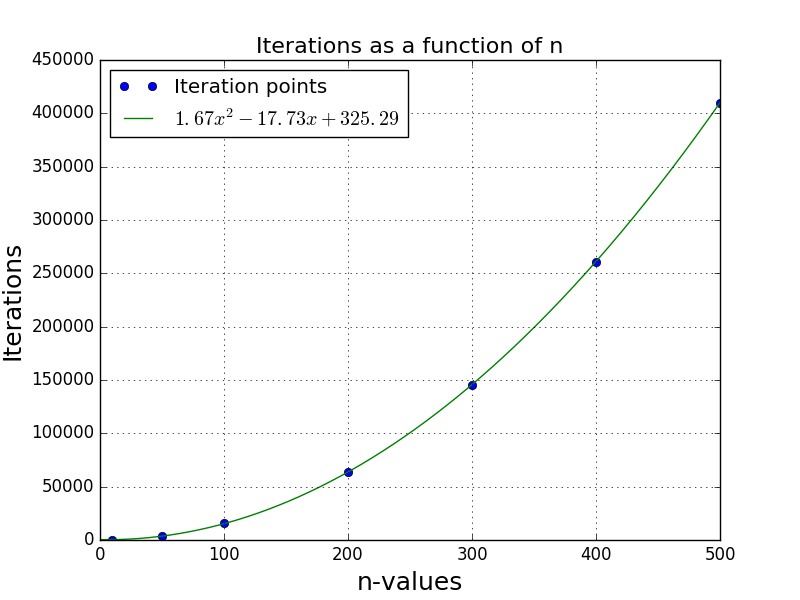 Iterations as a function of n
450000
400000
350000
300000
250000
200000
150000
100000
50000
0
Iteration points
1.67x² − 17.73x + 325.29
Iterations
0 100 200 300 400 500
n-values